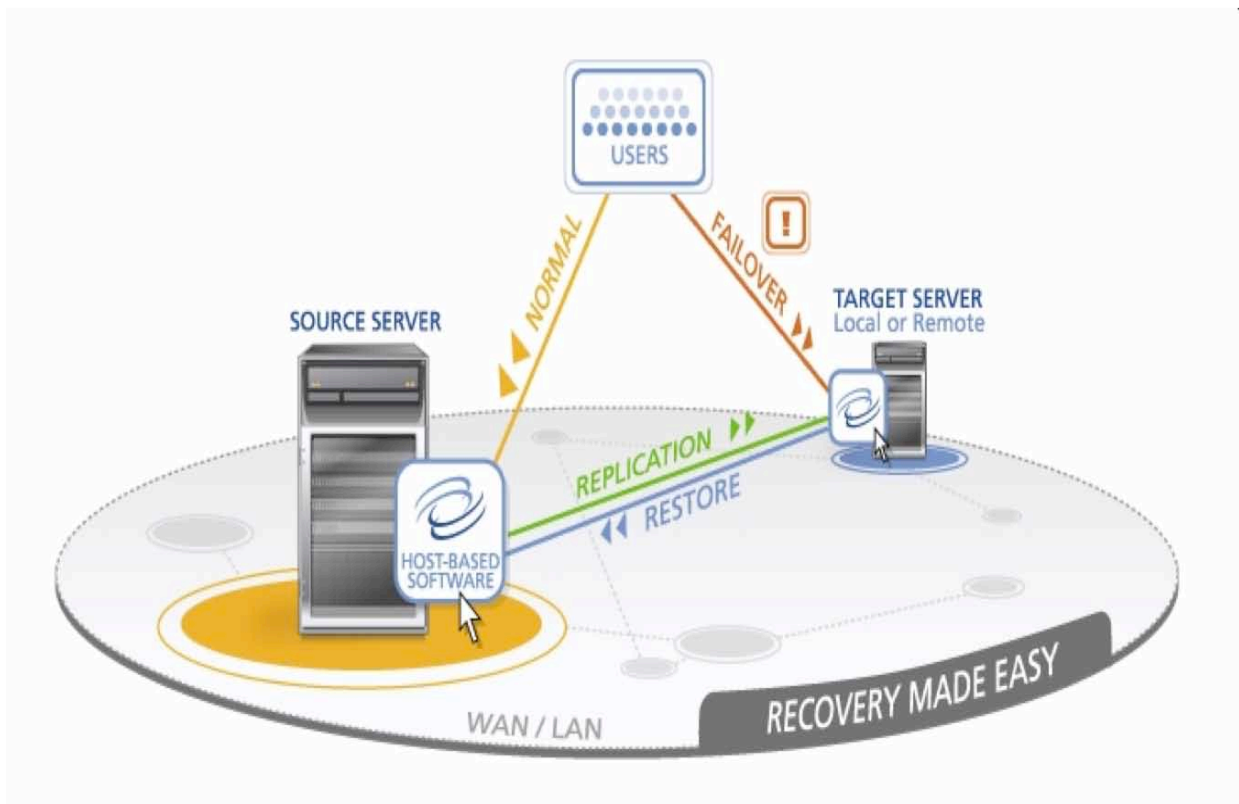 USERS
NORMAL
FAILOVER
!
SOURCE SERVER
TARGET SERVER
Local or Remote
REPLICATION
RESTORE
HOST-BASED
SOFTWARE
WAN / LAN
RECOVERY MADE EASY